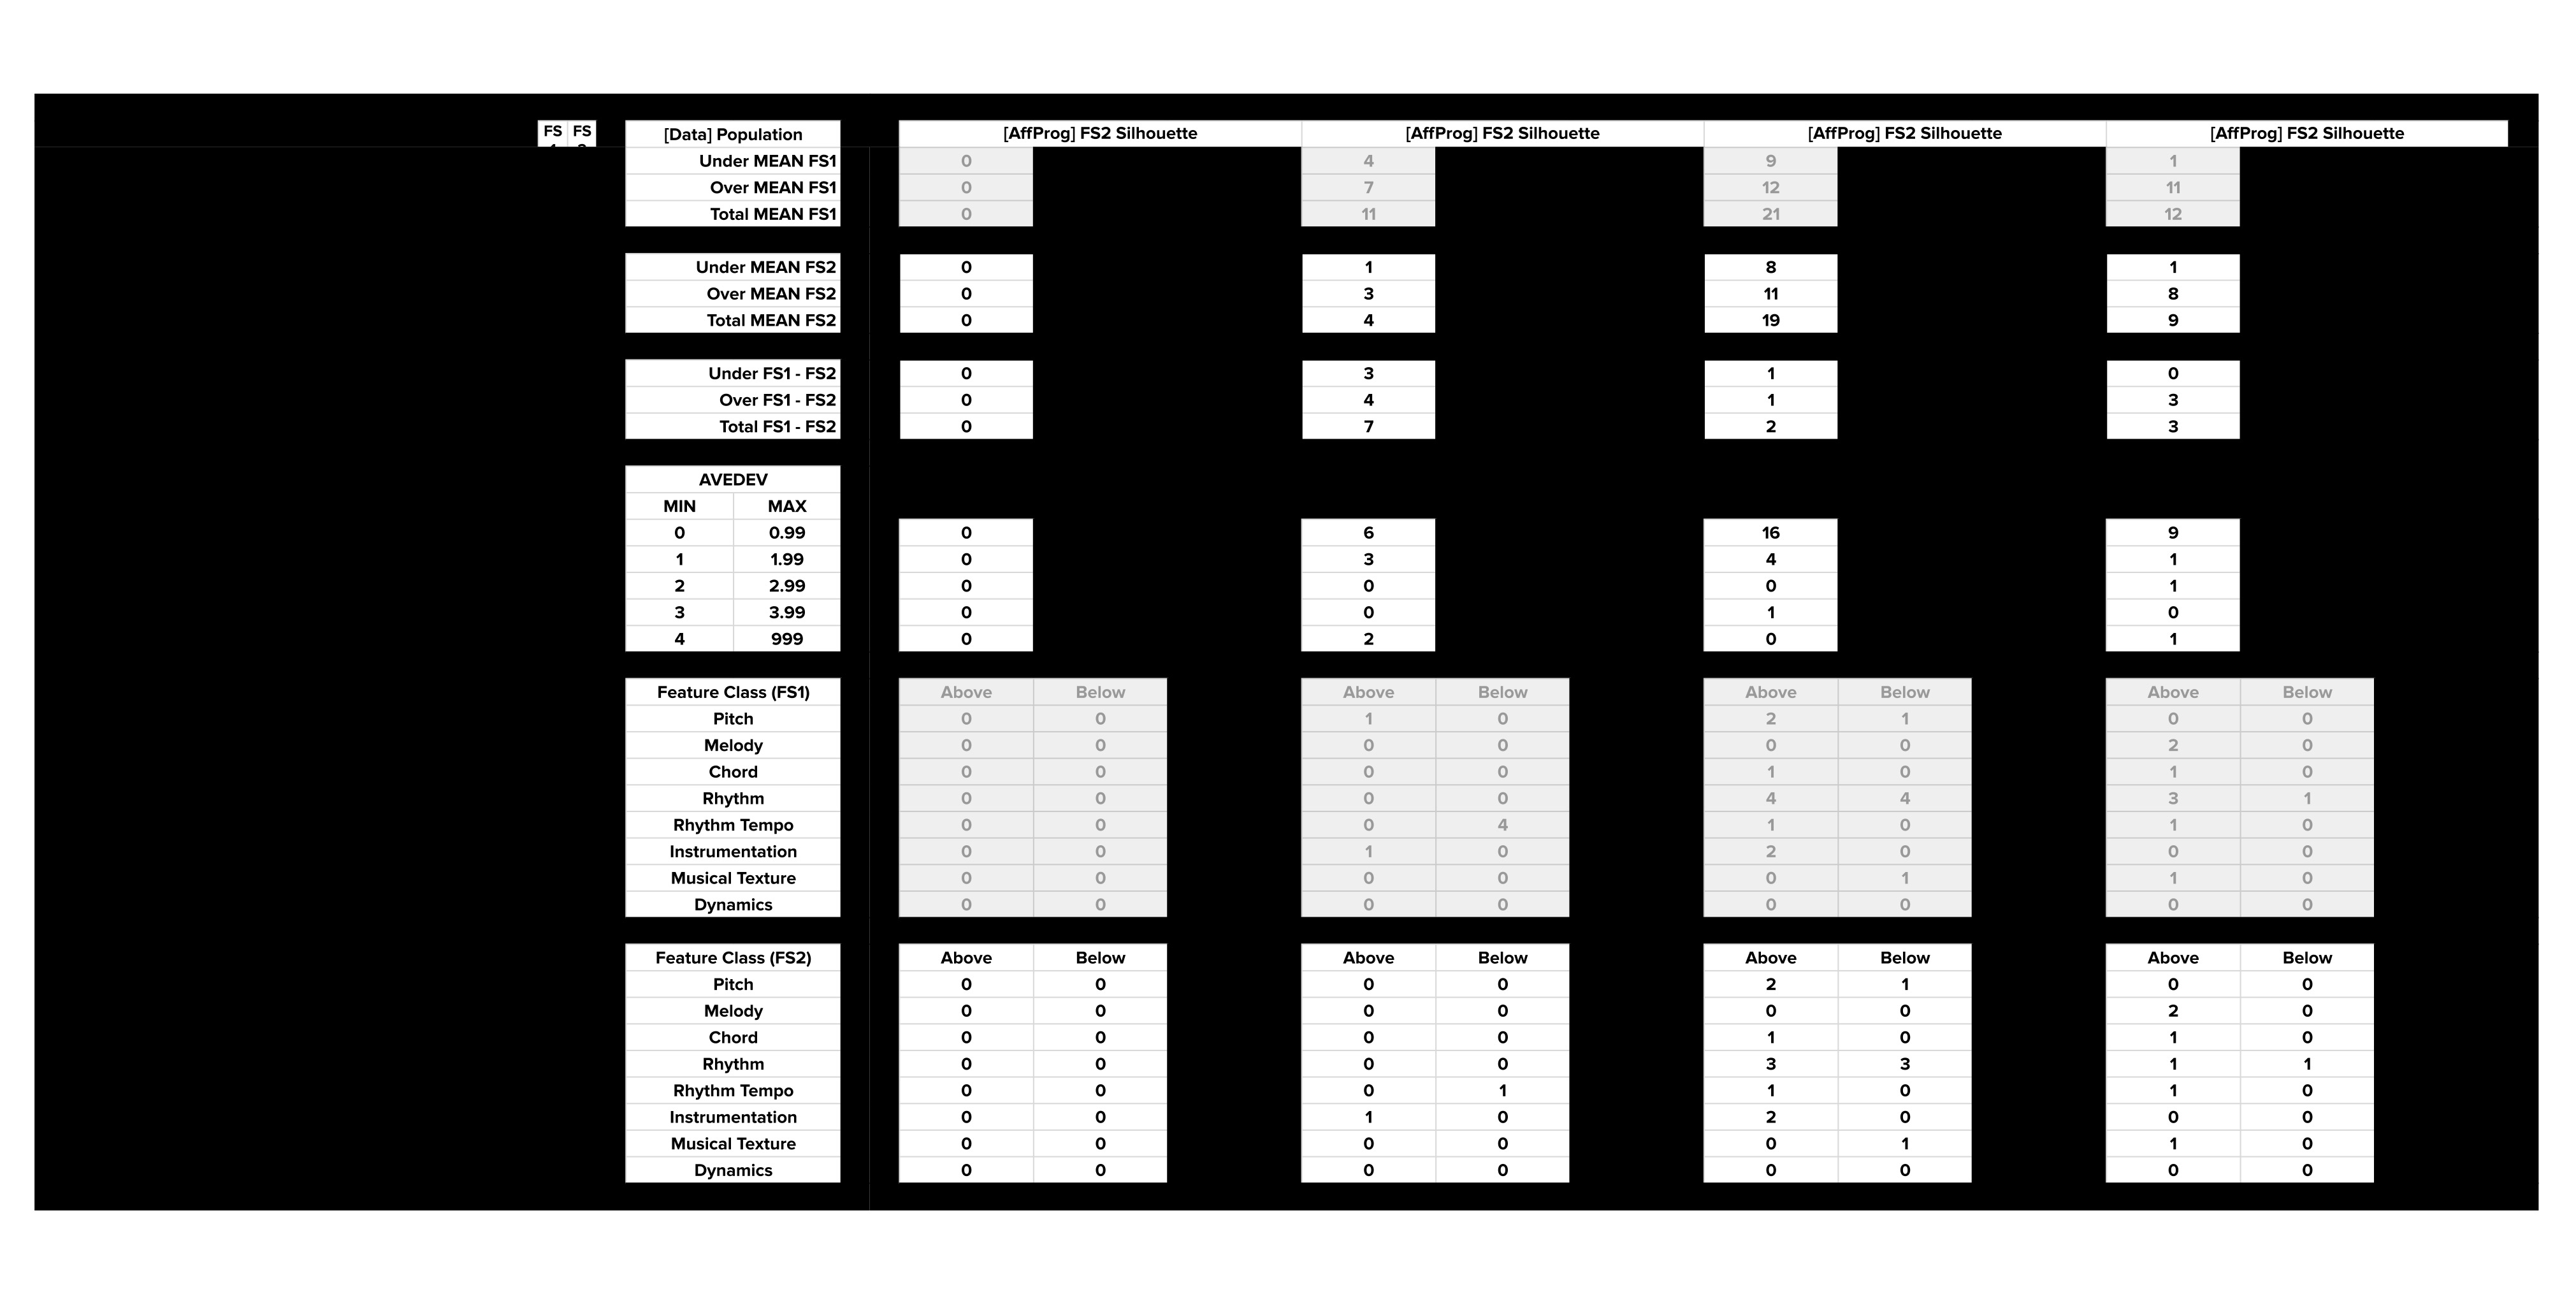 FS FS [Data] Population [AffProg] FS2 Silhouette [AffProg] FS2 Silhouette [AffProg] FS2 Silhouette [AffProg] FS2 Silhouette
Under MEAN FS1 0 4 9 1
Over MEAN FS1 0 7 12 11
Total MEAN FS1 0 11 21 12
Under MEAN FS2 0 1 8 1
Over MEAN FS2 0 3 11 8
Total MEAN FS2 0 4 19 9
Under FS1 - FS2 0 3 1 0
Over FS1 - FS2 0 4 1 3
Total FS1 - FS2 0 7 2 3
AVEDEV
MIN MAX
0 0.99 0 6 16 9
1 1.99 0 3 4 1
2 2.99 0 0 0 1
3 3.99 0 0 1 0
4 999 0 2 0 1
Feature Class (FS1) Above Below Above Below Above Below Above Below
Pitch 0 0 1 0 2 1 0 0
Melody 0 0 0 0 0 0 2 0
Chord 0 0 0 0 1 0 1 0
Rhythm 0 0 0 0 4 4 3 1
Rhythm Tempo 0 0 0 4 1 0 1 0
Instrumentation 0 0 1 0 2 0 0 0
Musical Texture 0 0 0 0 0 1 1 0
Dynamics 0 0 0 0 0 0 0 0
Feature Class (FS2) Above Below Above Below Above Below Above Below
Pitch 0 0 0 0 2 1 0 0
Melody 0 0 0 0 0 0 2 0
Chord 0 0 0 0 1 0 1 0
Rhythm 0 0 0 0 3 3 1 1
Rhythm Tempo 0 0 0 1 1 0 1 0
Instrumentation 0 0 1 0 2 0 0 0
Musical Texture 0 0 0 0 0 1 1 0
Dynamics 0 0 0 0 0 0 0 0